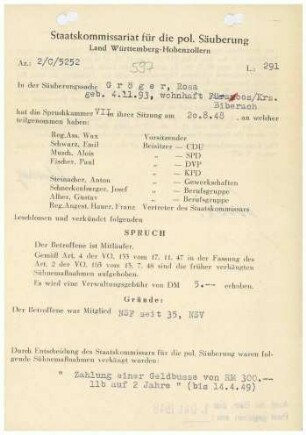 Staatskommissariat für die pol. Säuberung
Land Württemberg-Hohenzollern
Az.: 2/C/5252
597
L.: 291
In der Säuberungssache Gröger, Rosa
geb. 4.11.93, wohnhaft /Krs.
Biberach
hat die Spruchkammer VII in ihrer Sitzung am 20.8.48, an welcher
teilgenommen haben:
Reg.Ass. Wax Vorsitzender
Schwarz, Emil Beisitzer — CDU
Musch, Alois „ — SPD
Fischer, Paul „ — DVP
„ — KPD
Steinacher, Anton „ — Gewerkschaften
Schneckenburger, Josef „ — Berufsgruppe
Alber, Gustav „ — Berufsgruppe
Reg.Angest. Hauer, Franz Vertreter des Staatskommissars
beschlossen und verkündet folgenden
SPRUCH
Der Betroffene ist Mitläufer.
Gemäß Art. 4 der VO. 133 vom 17. 11. 47 in der Fassung des
Art. 2 der VO. 165 vom 13. 7. 48 sind die früher verhängten
Sühnemaßnahmen aufgehoben.
Es wird eine Verwaltungsgebühr von DM 5.-- erhoben.
Gründe:
Der Betroffene war Mitglied NSF seit 35, NSV
Durch Entscheidung des Staatskommissars für die pol. Säuberung waren fol-
gende Sühnemaßnahmen verhängt worden:
" Zahlung einer Geldbusse von RM 300.--
11b auf 2 Jahre " (bis 14.4.49)